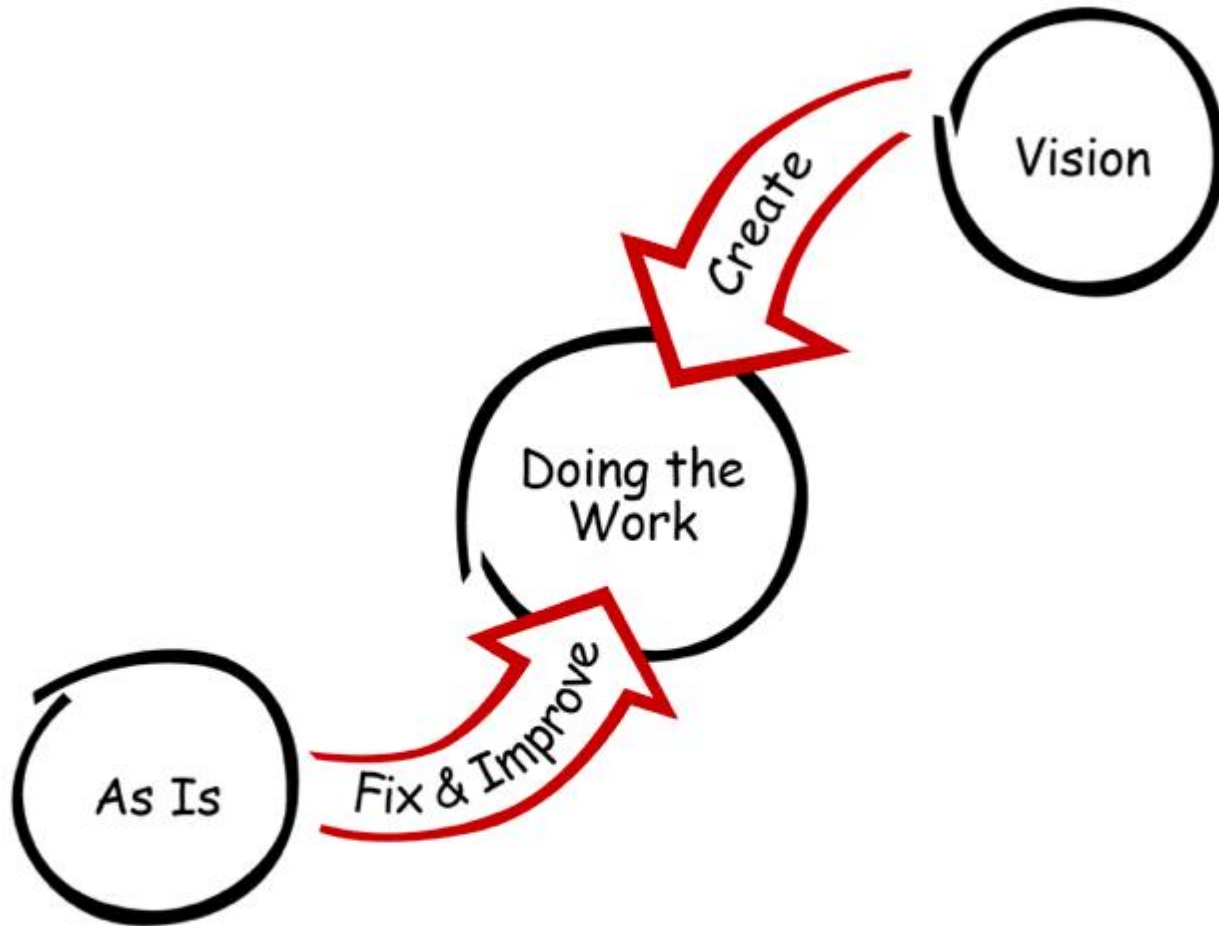 Vision
Create
Doing the
Work
Fix & Improve
As Is